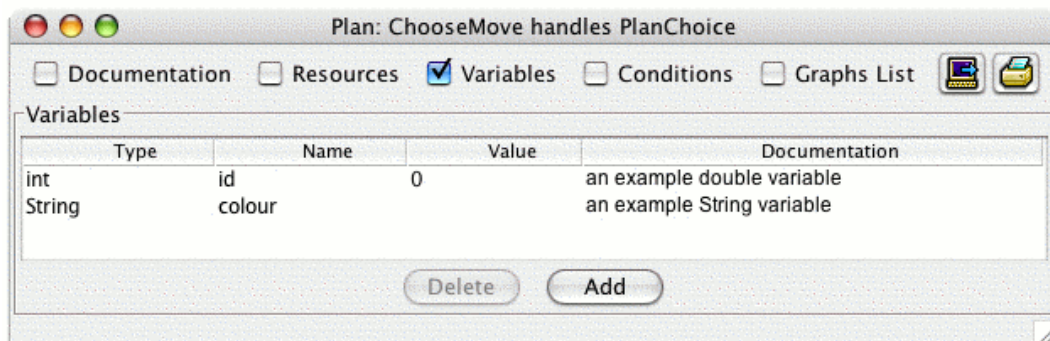 Plan: ChooseMove handles PlanChoice
Documentation Resources Variables Conditions Graphs List
Variables
Type Name Value Documentation
int id 0 an example double variable
String colour an example String variable
Delete Add